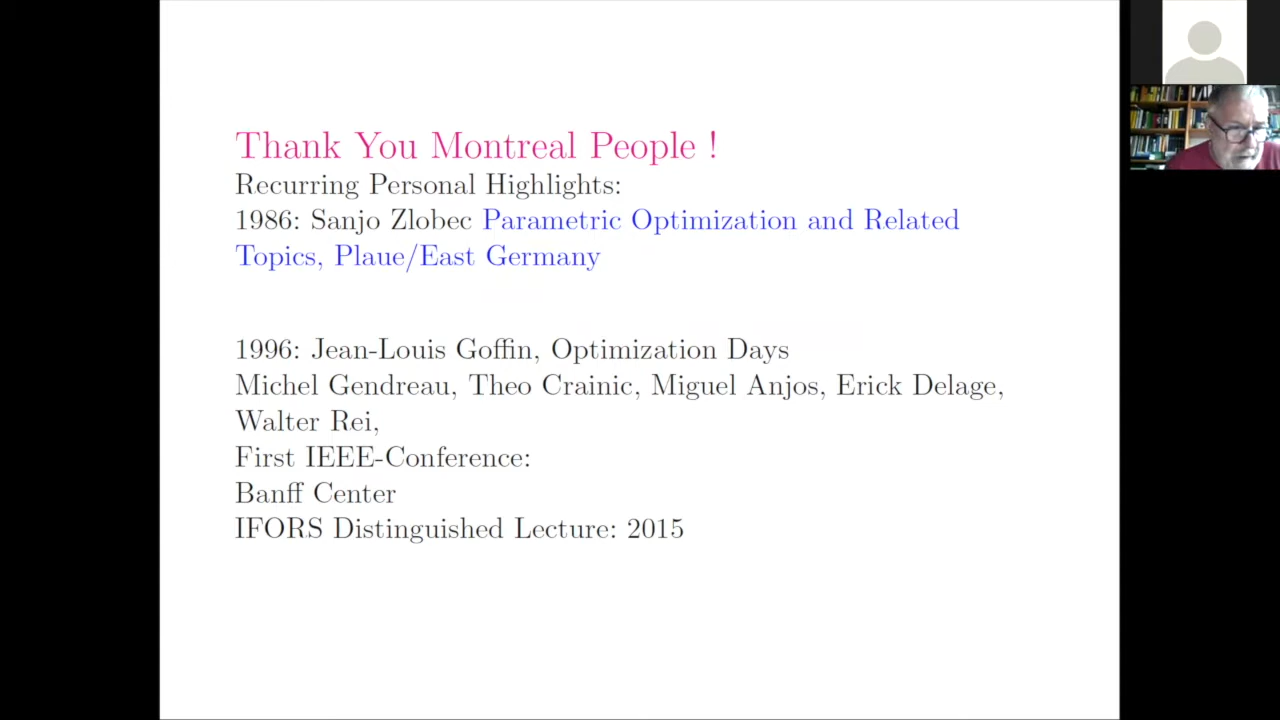 Thank You Montreal People !
Recurring Personal Highlights:
1986: Sanjo Zlobec Parametric Optimization and Related
Topics, Plaue/East Germany
1996: Jean-Louis Goffin, Optimization Days
Michel Gendreau, Theo Crainic, Miguel Anjos, Erick Delage,
Walter Rei,
First IEEE-Conference:
Banff Center
IFORS Distinguished Lecture: 2015